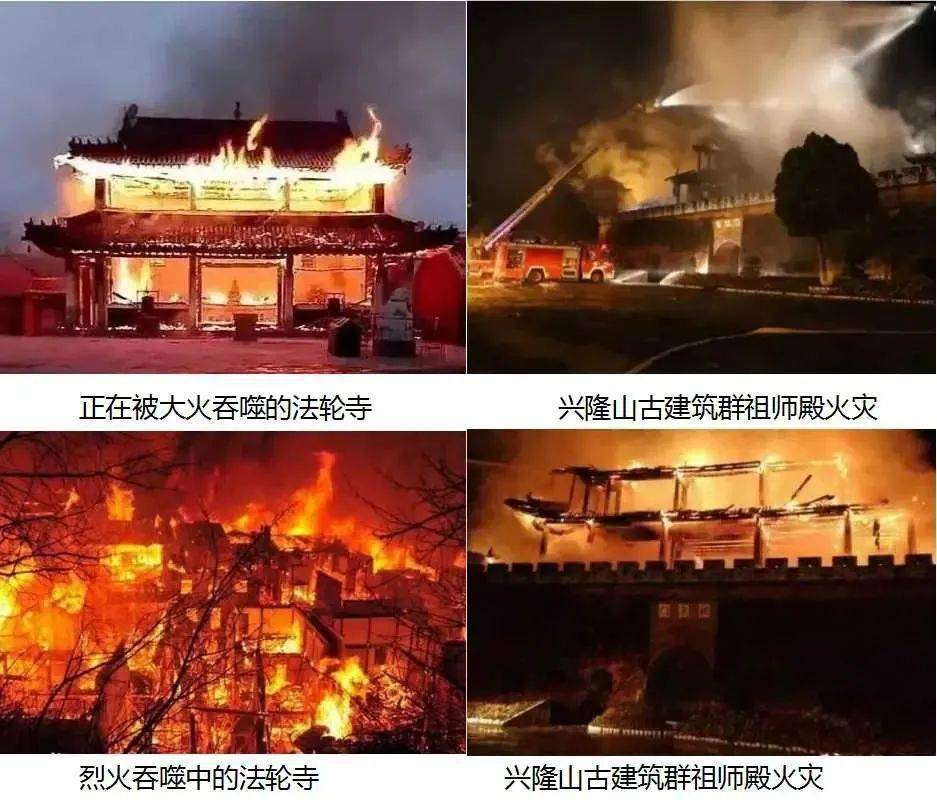 正在被大火吞噬的法轮寺
兴隆山古建筑群祖师殿火灾
烈火吞噬中的法轮寺
兴隆山古建筑群祖师殿火灾